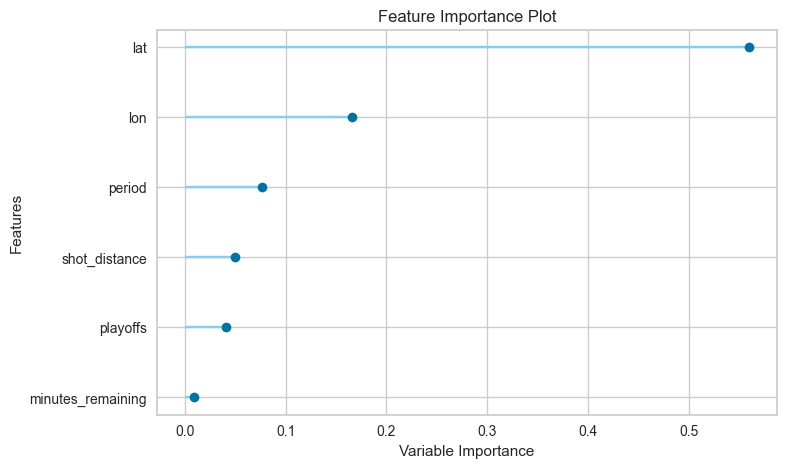 Feature Importance Plot
lat
lon
period
shot_distance
playoffs
minutes_remaining
Features
0.0 0.1 0.2 0.3 0.4 0.5
Variable Importance